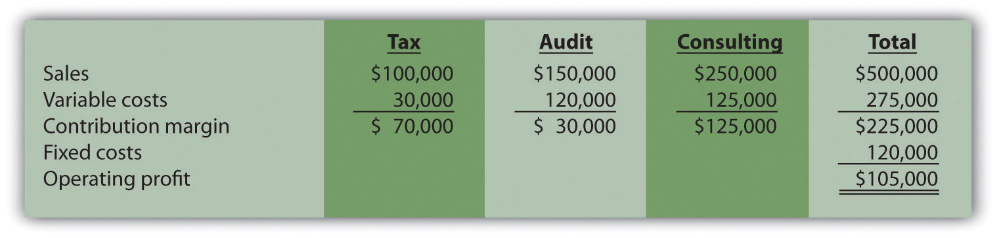 Tax Audit Consulting Total
Sales $100,000 $150,000 $250,000 $500,000
Variable costs 30,000 120,000 125,000 275,000
Contribution margin $ 70,000 $ 30,000 $125,000 $225,000
Fixed costs 120,000
Operating profit $105,000